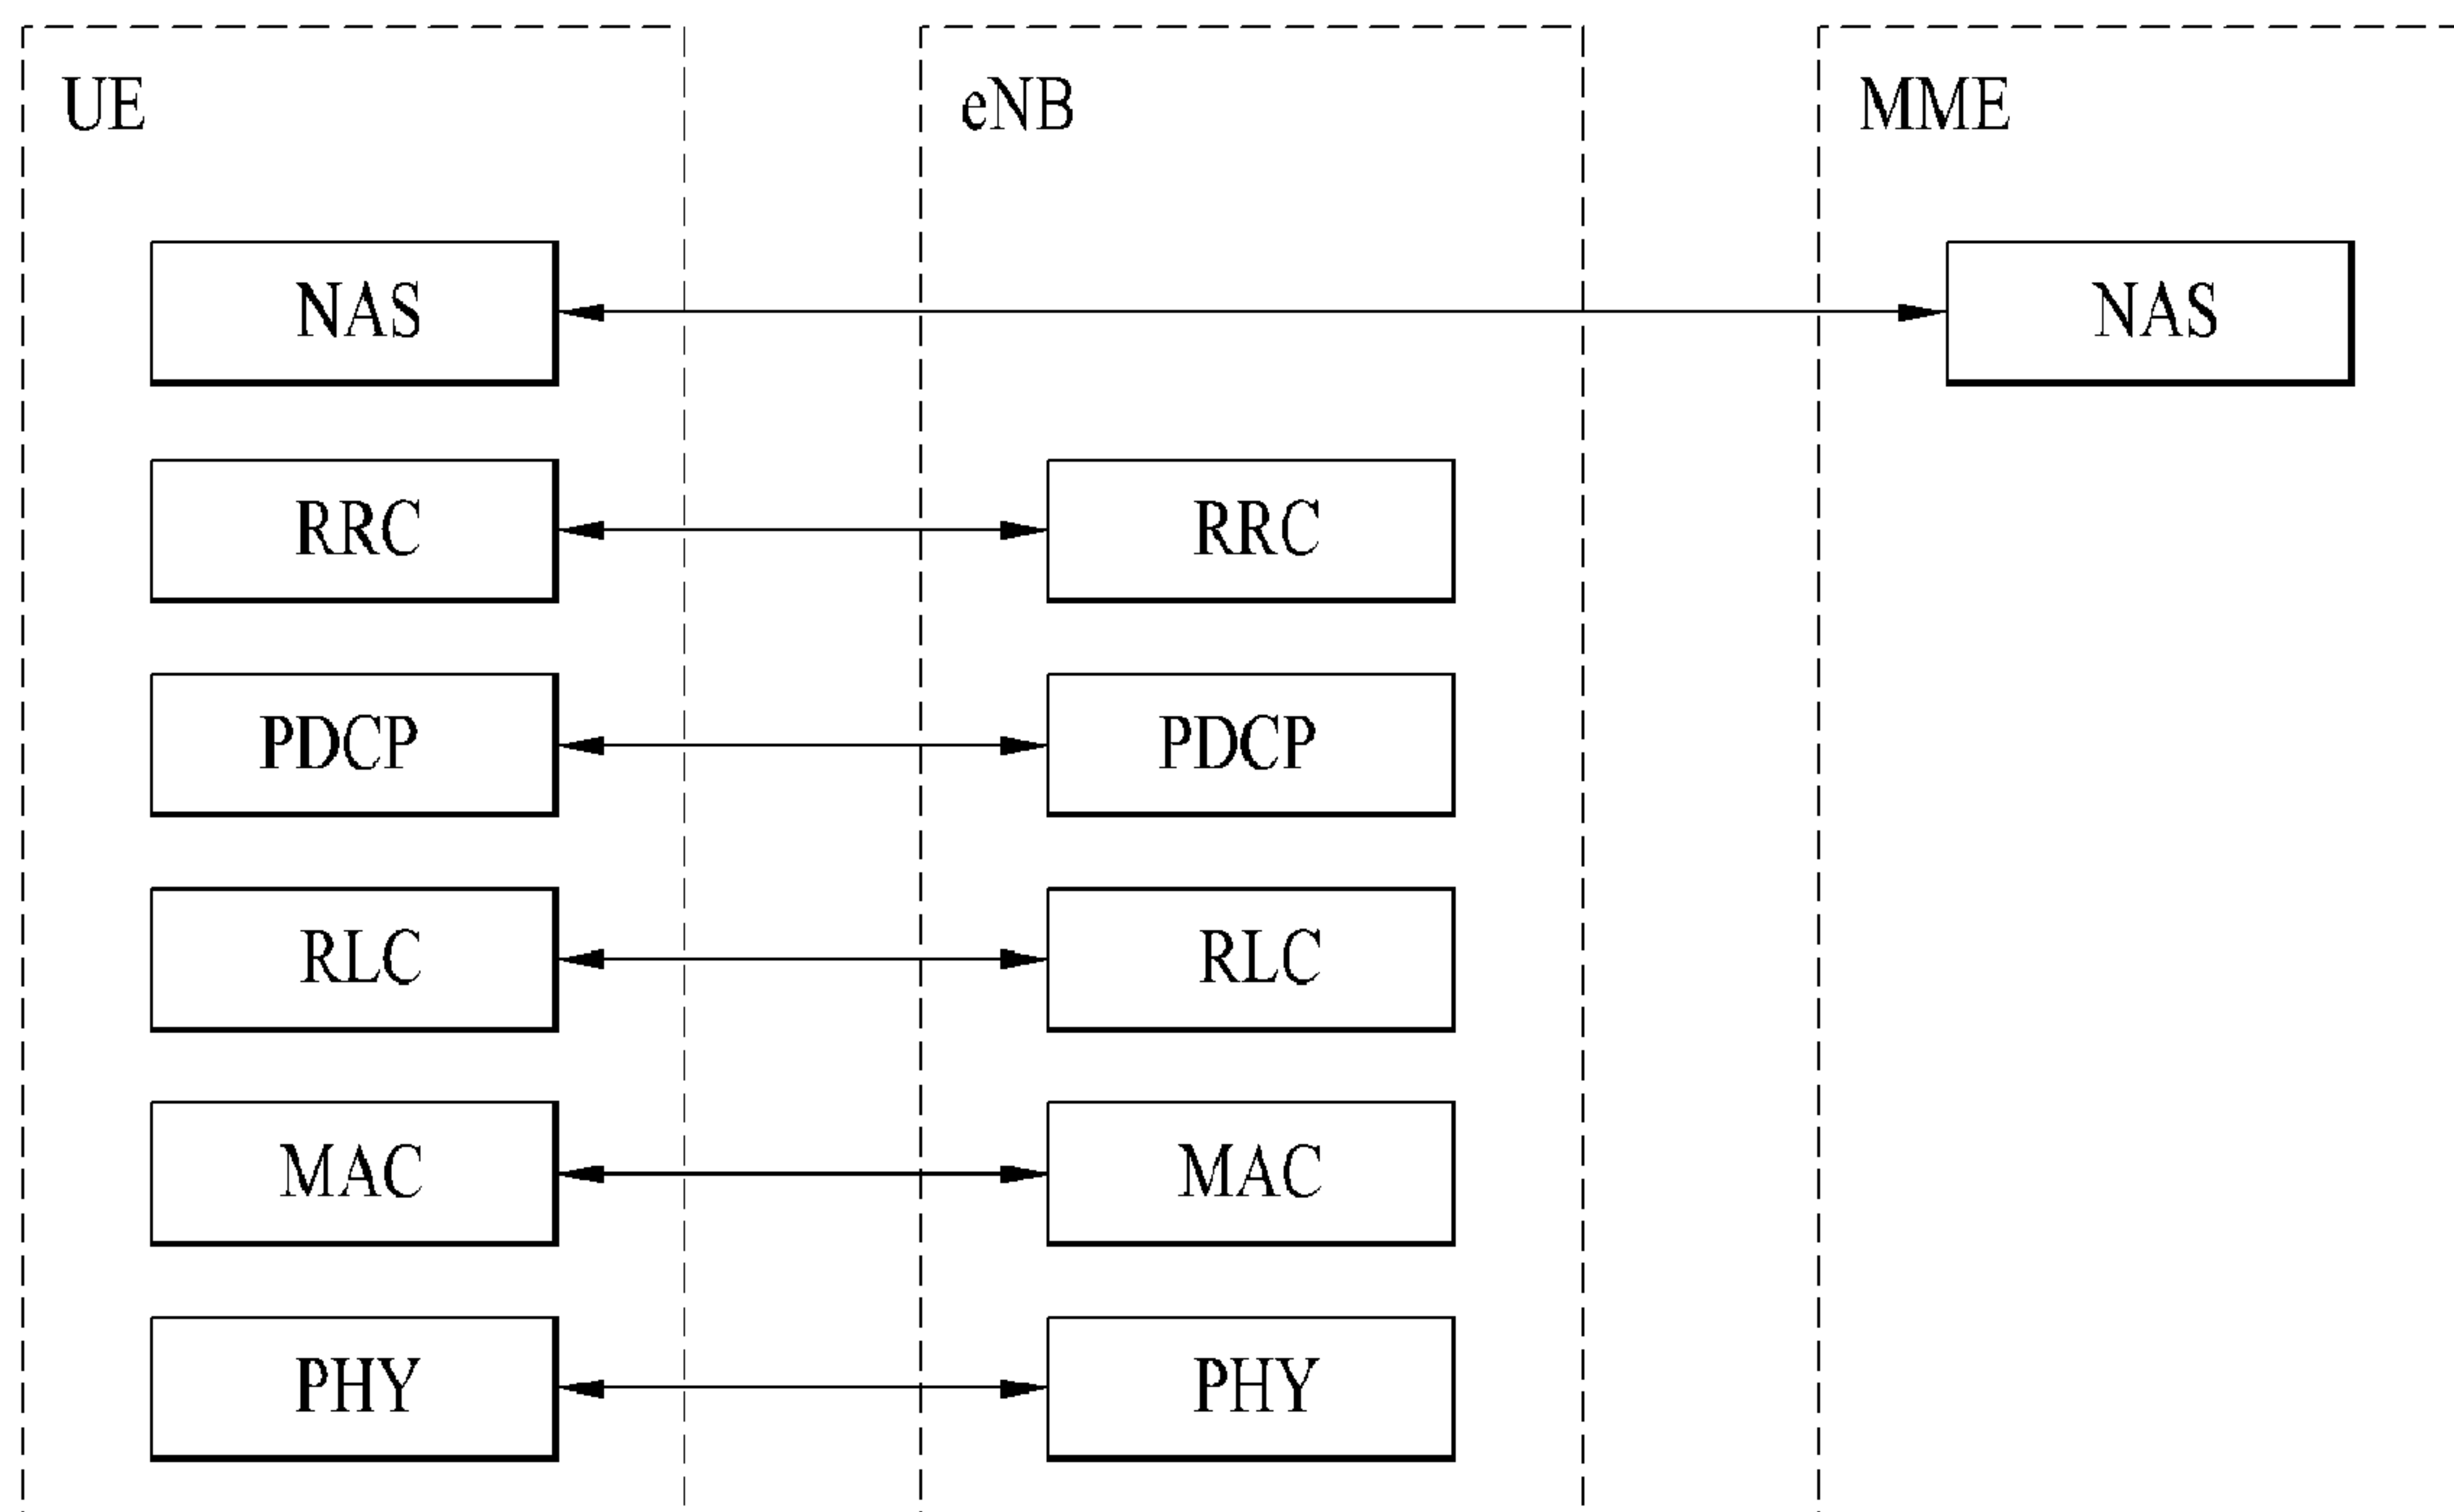 UE eNB MME
NAS NAS
RRC RRC
PDCP PDCP
RLC RLC
MAC MAC
PHY PHY